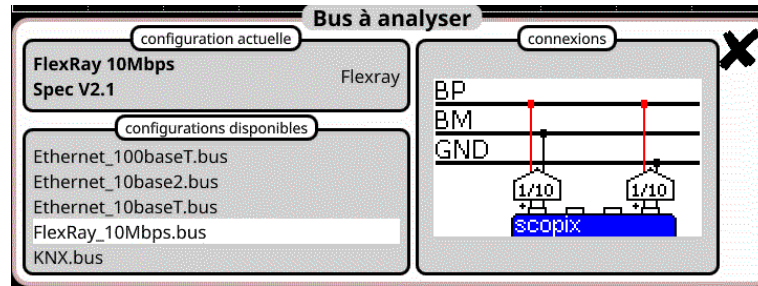 Bus à analyser
configuration actuelle
FlexRay 10Mbps
Spec V2.1
Flexray
configurations disponibles
Ethernet_100baseT.bus
Ethernet_10base2.bus
Ethernet_10baseT.bus
FlexRay_10Mbps.bus
KNX.bus
connexions
BP
BM
GND
1/10 1/10
+ +
scopix